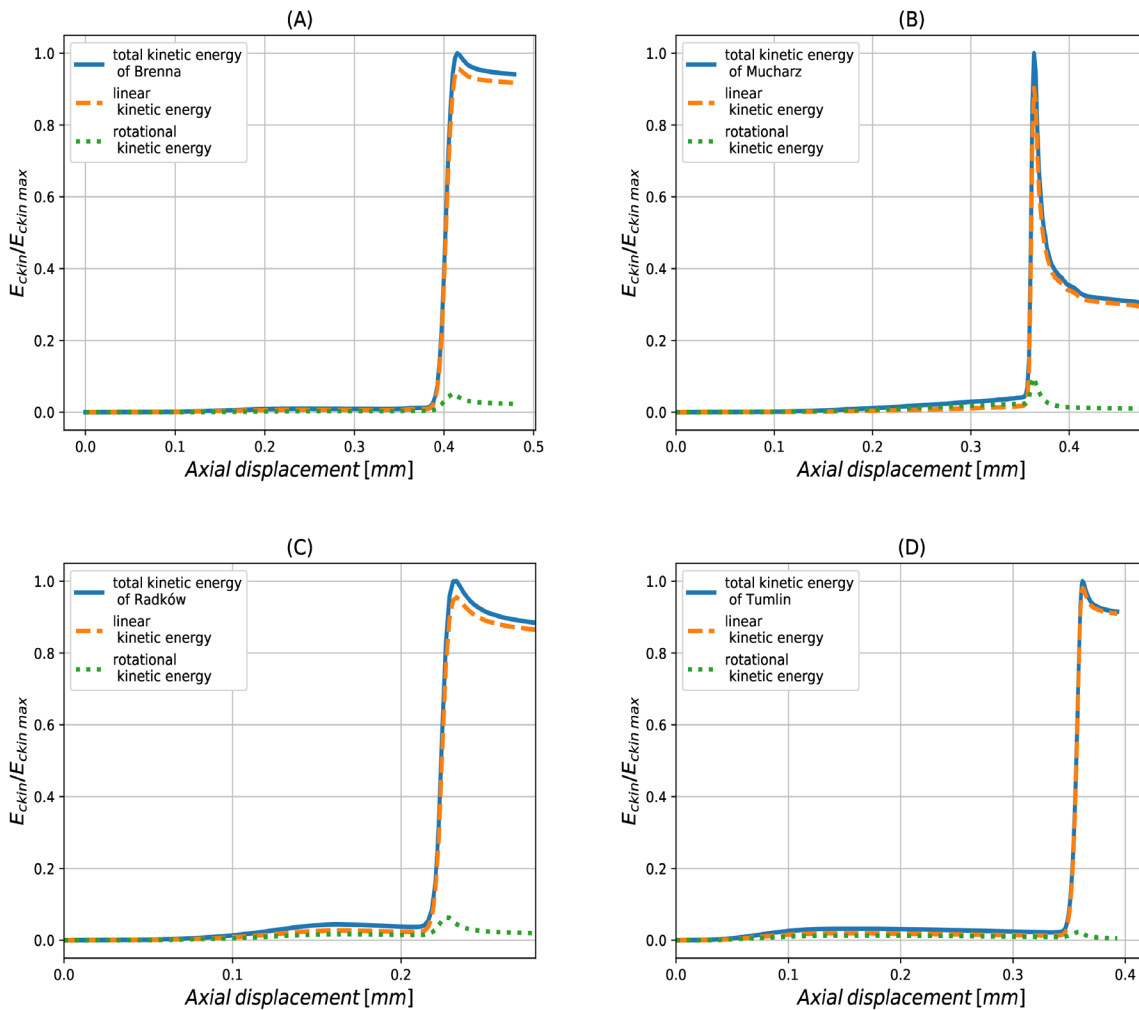 (A)
total kinetic energy
of Brenna
linear
kinetic energy
rotational
kinetic energy
1.0
0.8
0.6
0.4
0.2
0.0
E_ckin/E_ckin max
0.0 0.1 0.2 0.3 0.4 0.5
Axial displacement [mm]
(B)
total kinetic energy
of Mucharz
linear
kinetic energy
rotational
kinetic energy
1.0
0.8
0.6
0.4
0.2
0.0
E_ckin/E_ckin max
0.0 0.1 0.2 0.3 0.4
Axial displacement [mm]
(C)
total kinetic energy
of Radków
linear
kinetic energy
rotational
kinetic energy
1.0
0.8
0.6
0.4
0.2
0.0
E_ckin/E_ckin max
0.0 0.1 0.2
Axial displacement [mm]
(D)
total kinetic energy
of Tumlin
linear
kinetic energy
rotational
kinetic energy
1.0
0.8
0.6
0.4
0.2
0.0
E_ckin/E_ckin max
0.0 0.1 0.2 0.3 0.4
Axial displacement [mm]